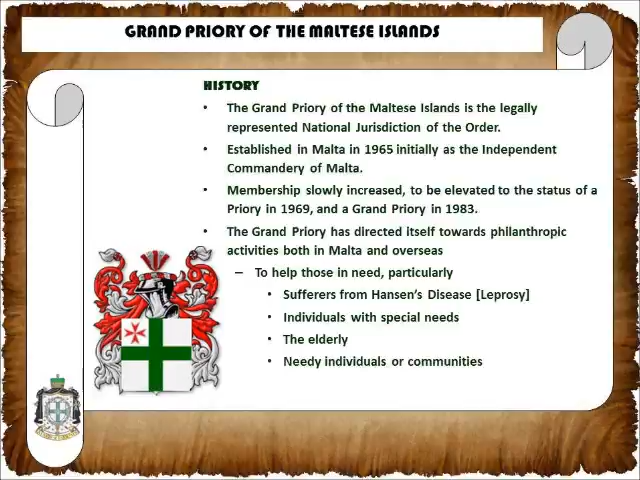 GRAND PRIORY OF THE MALTESE ISLANDS
HISTORY
• The Grand Priory of the Maltese Islands is the legally
represented National Jurisdiction of the Order.
• Established in Malta in 1965 initially as the Independent
Commandery of Malta.
• Membership slowly increased, to be elevated to the status of a
Priory in 1969, and a Grand Priory in 1983.
• The Grand Priory has directed itself towards philanthropic
activities both in Malta and overseas
– To help those in need, particularly
• Sufferers from Hansen's Disease [Leprosy]
• Individuals with special needs
• The elderly
• Needy individuals or communities